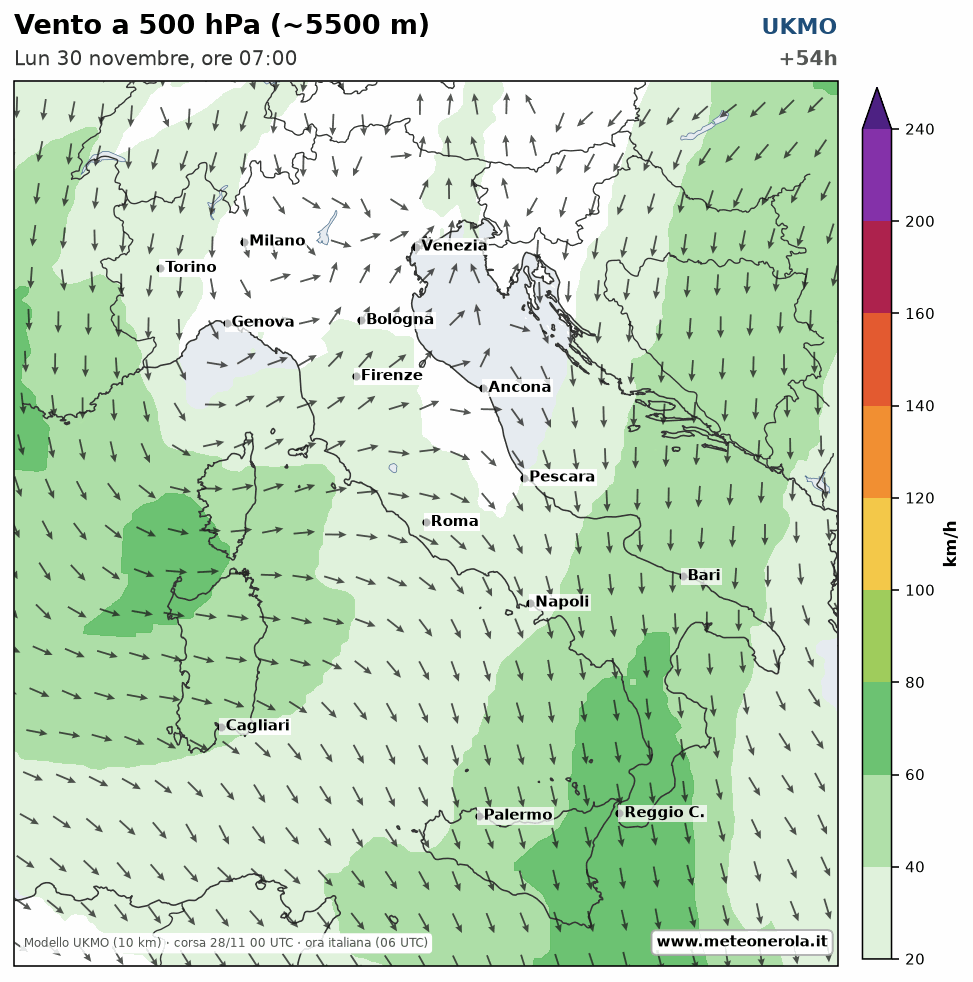 Vento a 500 hPa (~5500 m)
UKMO
Lun 30 novembre, ore 07:00
+54h
Milano
Venezia
Torino
Genova
Bologna
Firenze
Ancona
Pescara
Roma
Bari
Napoli
Cagliari
Palermo
Reggio C.
240
200
160
140
120
100
80
60
40
20
km/h
Modello UKMO (10 km) · corsa 28/11 00 UTC · ora italiana (06 UTC)
www.meteonerola.it